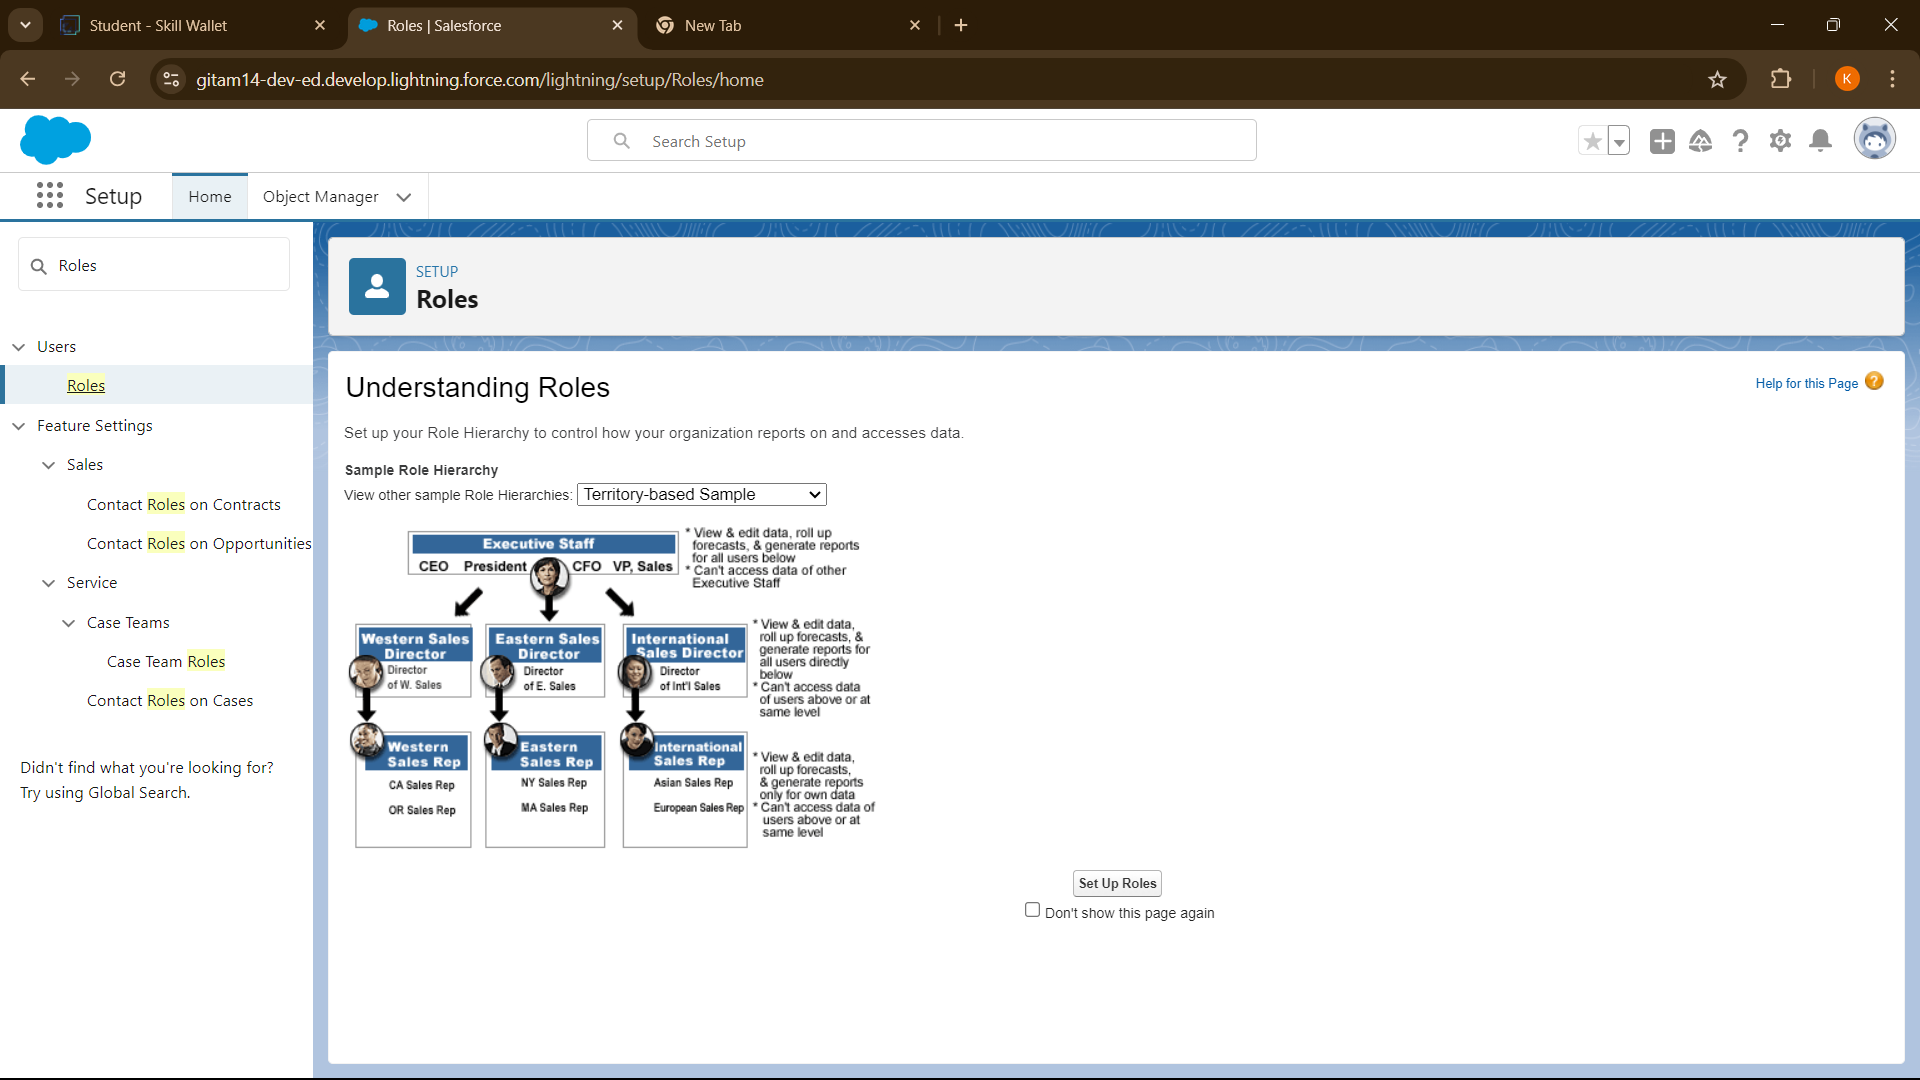 Student - Skill Wallet
Roles | Salesforce
New Tab
gitam14-dev-ed.develop.lightning.force.com/lightning/setup/Roles/home
K
Search Setup
Setup
Home
Object Manager
Roles
SETUP
Roles
Users
Roles
Feature Settings
Sales
Contact Roles on Contracts
Contact Roles on Opportunities
Service
Case Teams
Case Team Roles
Contact Roles on Cases
Didn't find what you're looking for?
Try using Global Search.
Understanding Roles
Help for this Page ?
Set up your Role Hierarchy to control how your organization reports on and accesses data.
Sample Role Hierarchy
View other sample Role Hierarchies: Territory-based Sample
Executive Staff
CEO President CFO VP, Sales
* View & edit data, roll up
forecasts, & generate reports
for all users below
* Can't access data of other
Executive Staff
Western Sales
Director
Director
of W. Sales
Eastern Sales
Director
Director
of E. Sales
International
Sales Director
Director
of Int'l Sales
* View & edit data,
roll up forecasts, &
generate reports for
all users directly
below
* Can't access data
of users above or at
same level
Western
Sales Rep
CA Sales Rep
OR Sales Rep
Eastern
Sales Rep
NY Sales Rep
MA Sales Rep
International
Sales Rep
Asian Sales Rep
European Sales Rep
* View & edit data,
roll up forecasts,
& generate reports
only for own data
* Can't access data of
users above or at
same level
Set Up Roles
Don't show this page again